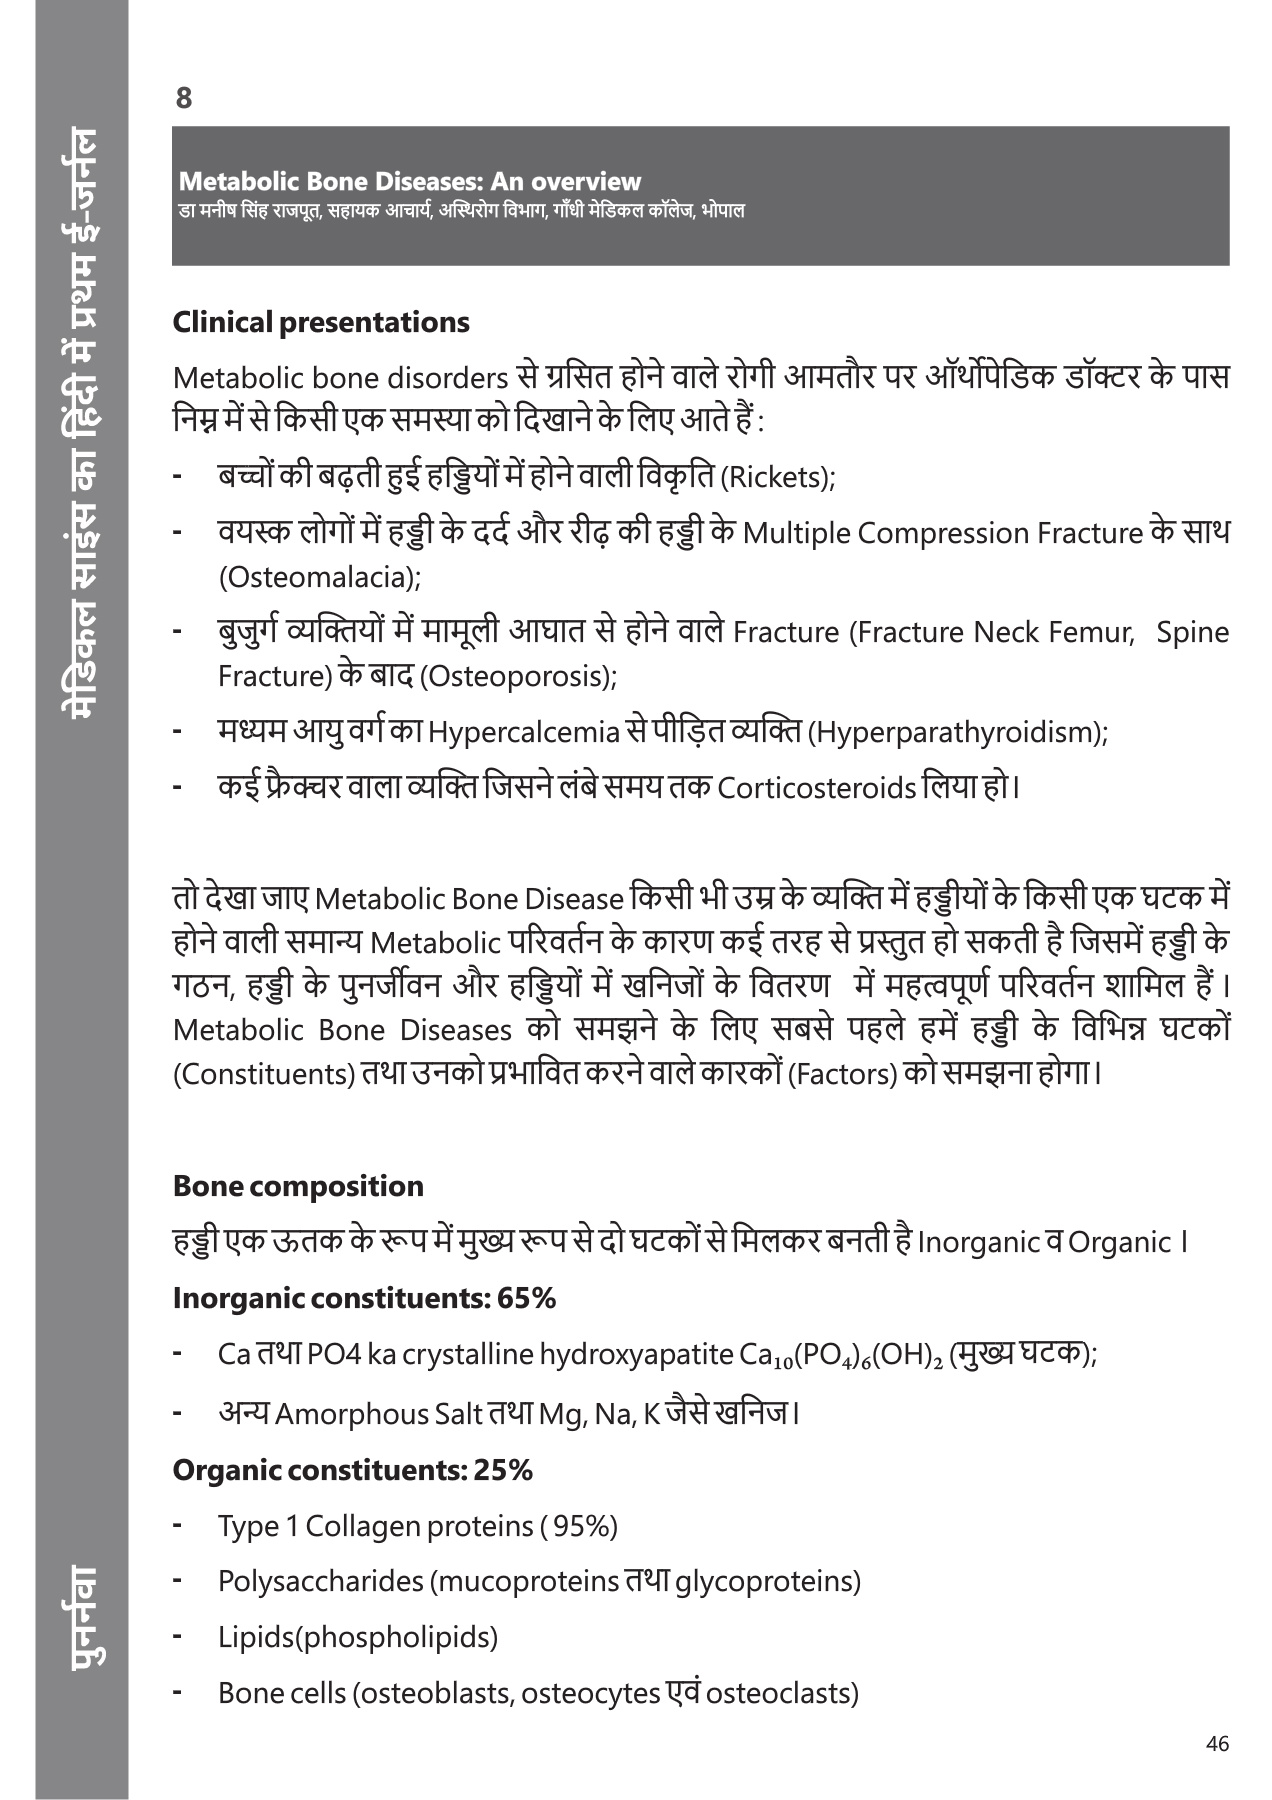 8
Metabolic Bone Diseases: An overview
डा मनीष सिंह राजपूत, सहायक आचार्य, अस्थिरोग विभाग, गाँधी मेडिकल कॉलेज, भोपाल
Clinical presentations
Metabolic bone disorders से ग्रसित होने वाले रोगी आमतौर पर ऑर्थोपेडिक डॉक्टर के पास
निम्न में से किसी एक समस्या को दिखाने के लिए आते हैं :
- बच्चों की बढ़ती हुई हड्डियों में होने वाली विकृति (Rickets);
- वयस्क लोगों में हड्डी के दर्द और रीढ़ की हड्डी के Multiple Compression Fracture के साथ
(Osteomalacia);
- बुजुर्ग व्यक्तियों में मामूली आघात से होने वाले Fracture (Fracture Neck Femur, Spine
Fracture) के बाद (Osteoporosis);
- मध्यम आयु वर्ग का Hypercalcemia से पीड़ित व्यक्ति (Hyperparathyroidism);
- कई फ्रैक्चर वाला व्यक्ति जिसने लंबे समय तक Corticosteroids लिया हो।
तो देखा जाए Metabolic Bone Disease किसी भी उम्र के व्यक्ति में हड्डीयों के किसी एक घटक में
होने वाली समान्य Metabolic परिवर्तन के कारण कई तरह से प्रस्तुत हो सकती है जिसमें हड्डी के
गठन, हड्डी के पुनर्जीवन और हड्डियों में खनिजों के वितरण में महत्वपूर्ण परिवर्तन शामिल हैं ।
Metabolic Bone Diseases को समझने के लिए सबसे पहले हमें हड्डी के विभिन्न घटकों
(Constituents) तथा उनको प्रभावित करने वाले कारकों (Factors) को समझना होगा।
Bone composition
हड्डी एक ऊतक के रूप में मुख्य रूप से दो घटकों से मिलकर बनती है Inorganic व Organic ।
Inorganic constituents: 65%
- Ca तथा PO4 ka crystalline hydroxyapatite Ca₁₀(PO₄)₆(OH)₂ (मुख्य घटक);
- अन्य Amorphous Salt तथा Mg, Na, K जैसे खनिज।
Organic constituents: 25%
- Type 1 Collagen proteins ( 95%)
- Polysaccharides (mucoproteins तथा glycoproteins)
- Lipids(phospholipids)
- Bone cells (osteoblasts, osteocytes एवं osteoclasts)
46
मेडिकल साइंस का हिंदी में प्रथम ई-जर्नल
पुनर्नवा